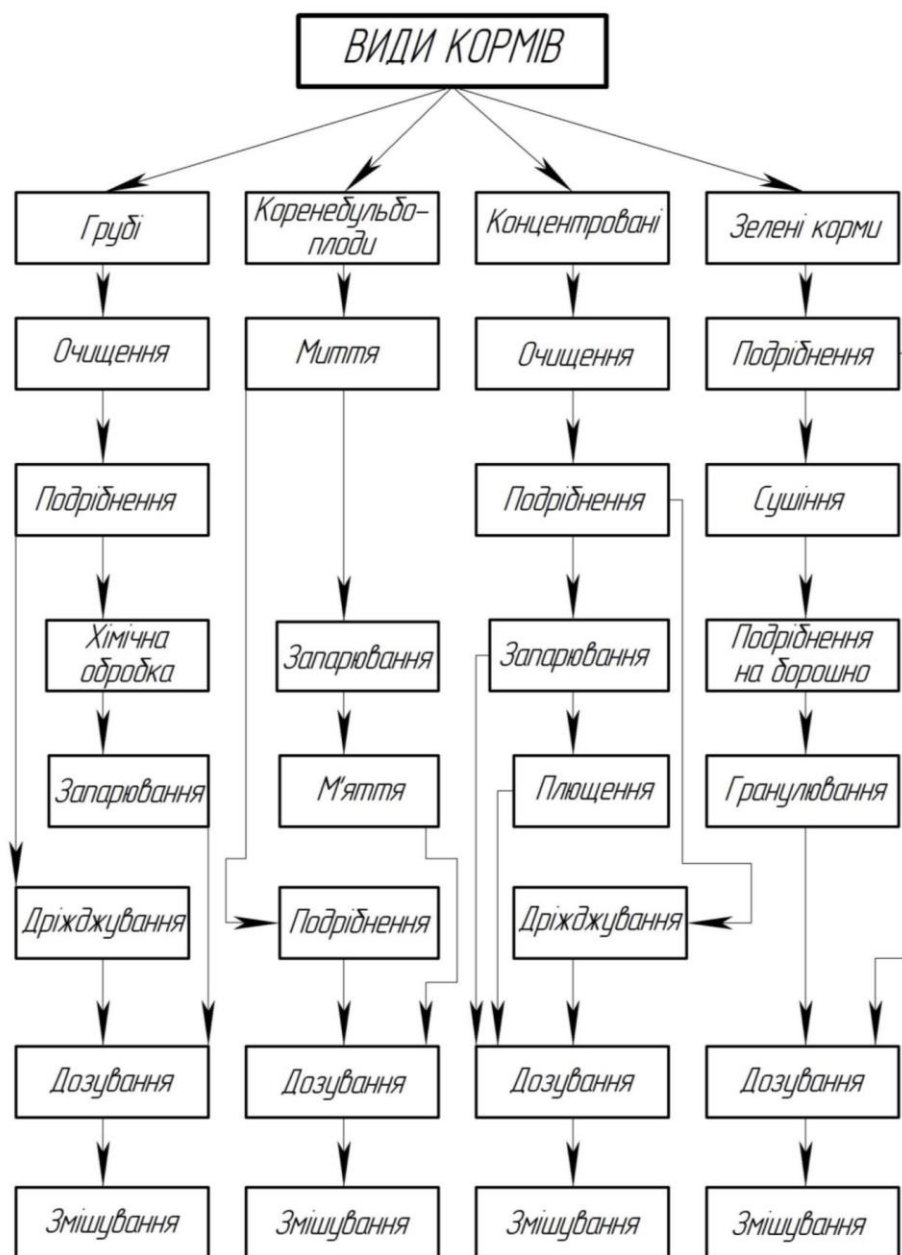 ВИДИ КОРМІВ
Грубі
Коренебульбо-
плоди
Концентровані
Зелені корми
Очищення
Миття
Очищення
Подрібнення
Подрібнення
Подрібнення
Сушіння
Хімічна
обробка
Запарювання
Запарювання
Подрібнення
на борошно
Запарювання
М'яття
Плющення
Гранулювання
Дріжджування
Подрібнення
Дріжджування
Дозування
Дозування
Дозування
Дозування
Змішування
Змішування
Змішування
Змішування